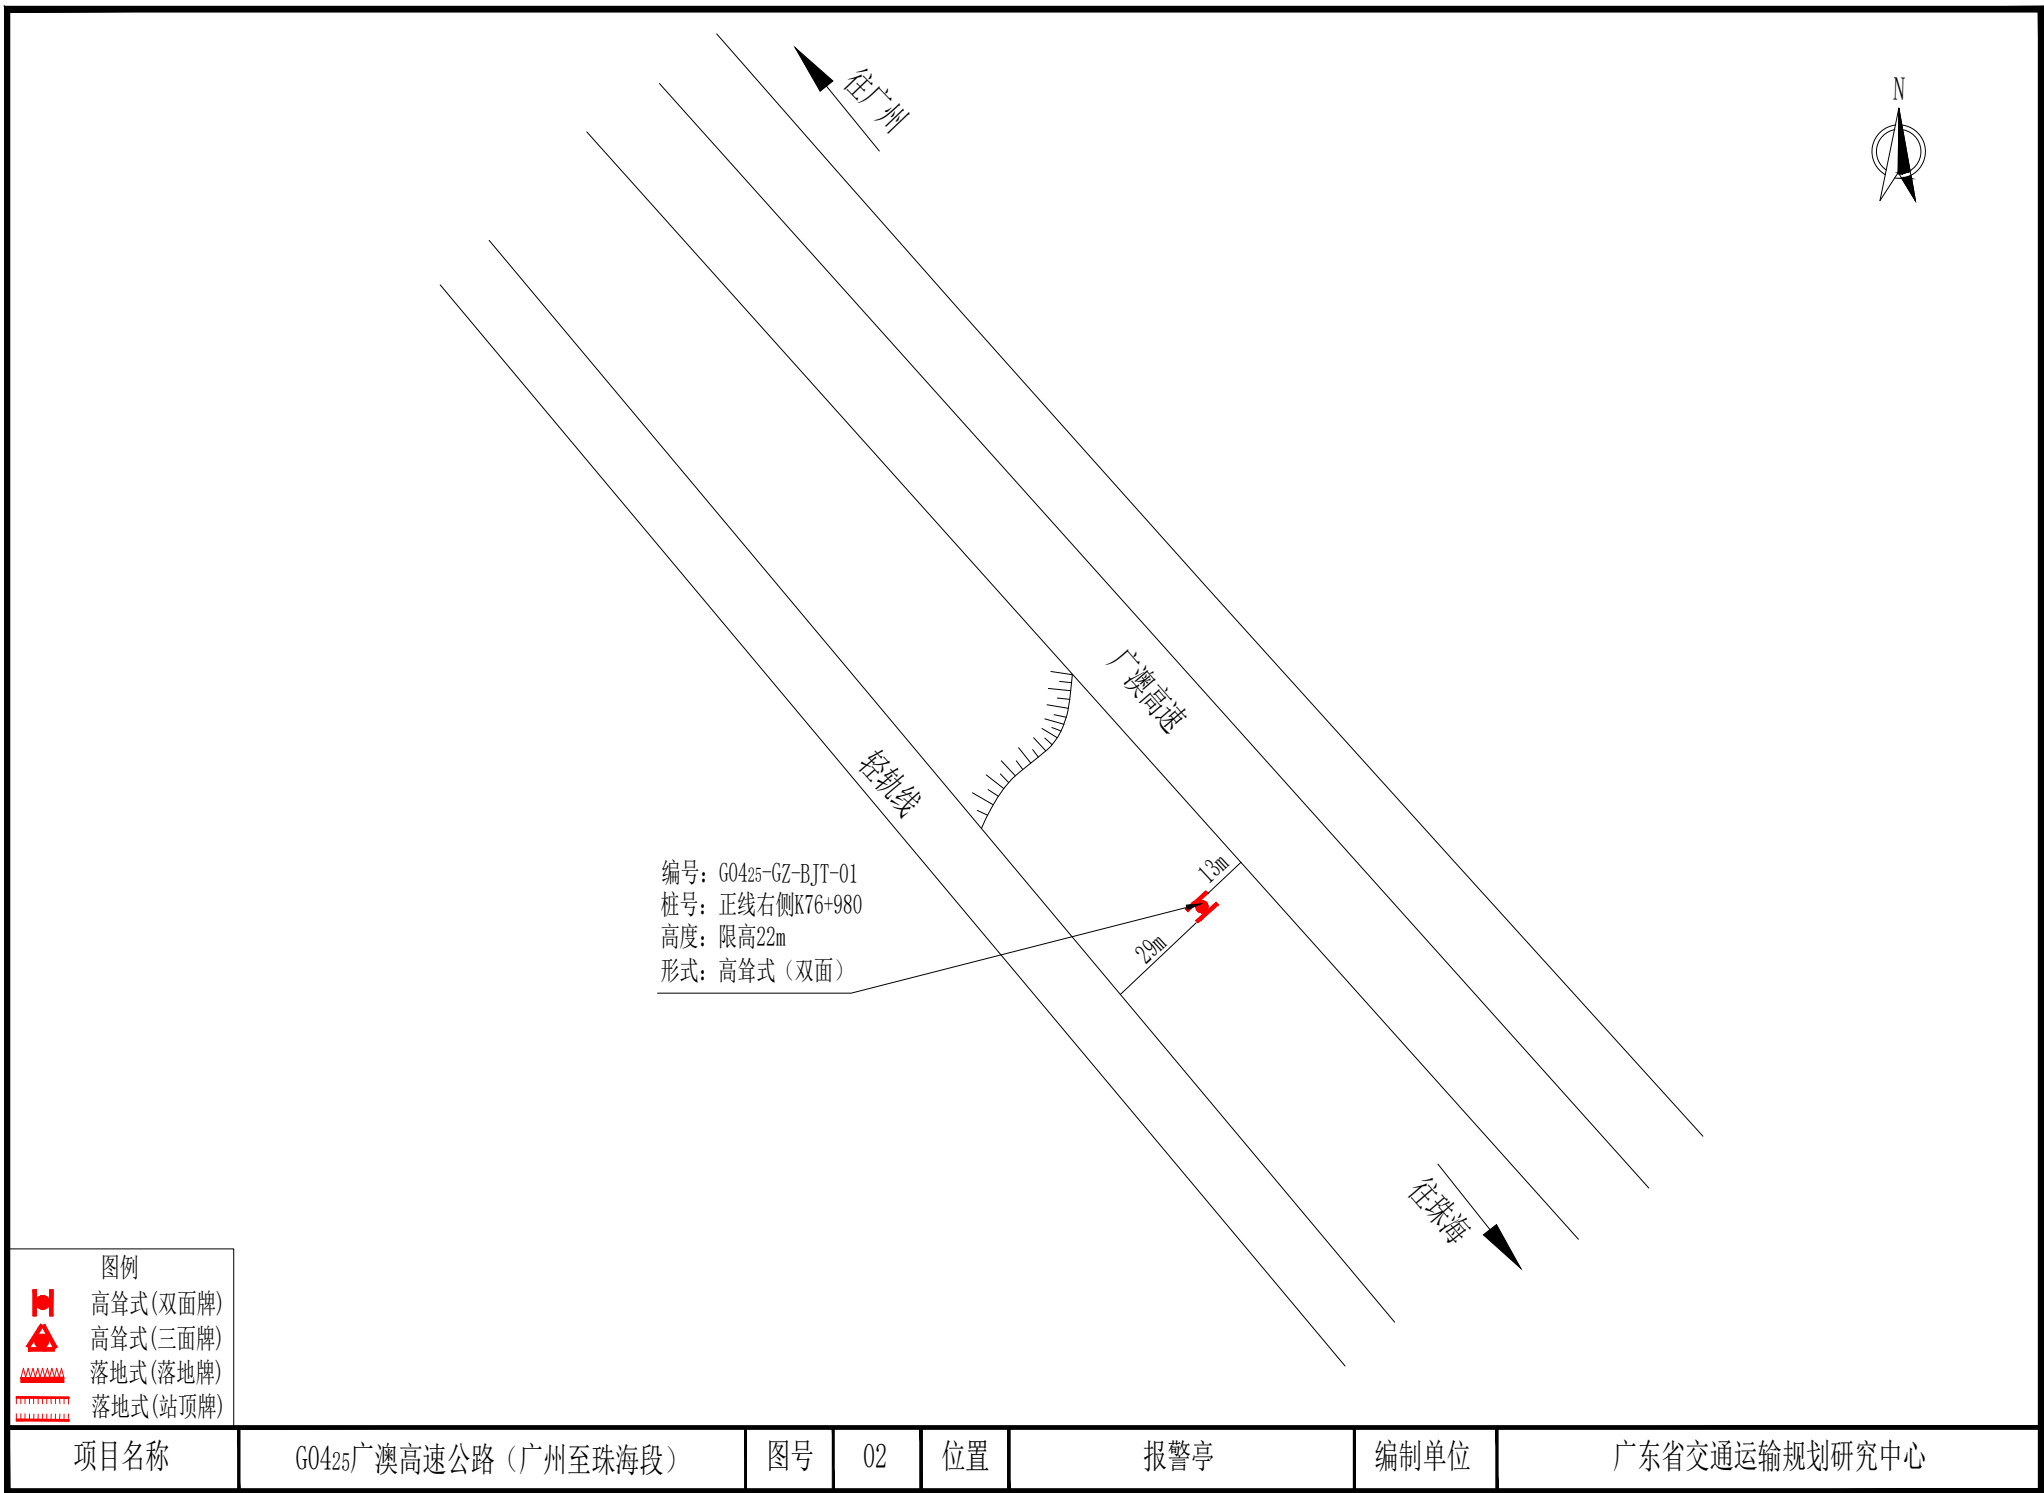 往广州
N
广澳高速
轻轨线
编号：G0425-GZ-BJT-01
桩号：正线右侧K76+980
高度：限高22m
形式：高耸式（双面）
13m
29m
往珠海
图例
高耸式(双面牌)
高耸式(三面牌)
落地式(落地牌)
落地式(站顶牌)
项目名称 G0425广澳高速公路（广州至珠海段） 图号 02 位置 报警亭 编制单位 广东省交通运输规划研究中心